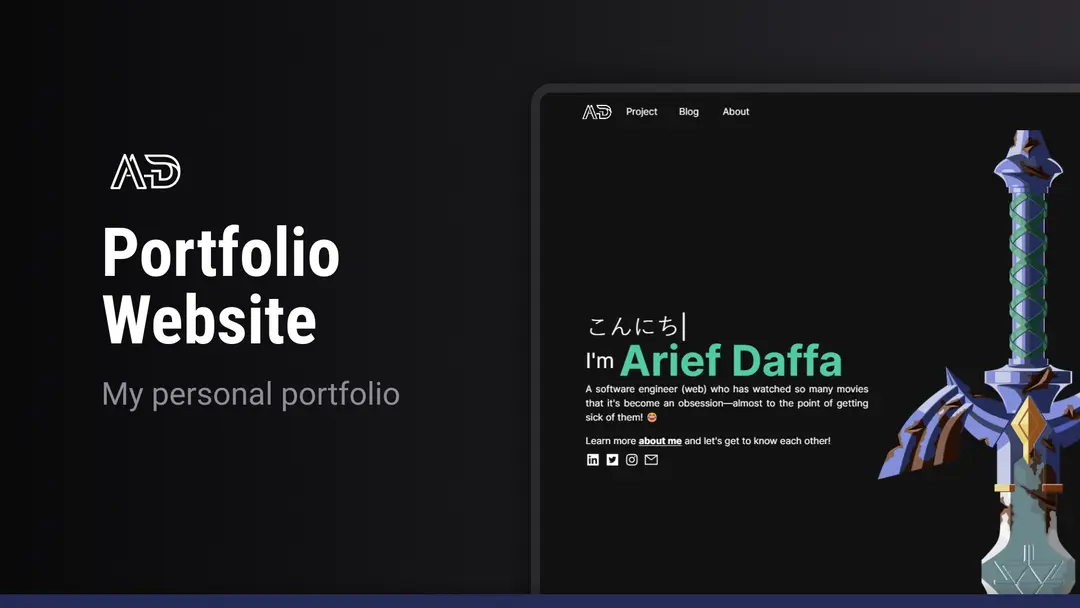 AD
Portfolio
Website
My personal portfolio
AD Project Blog About
こんにち
I'm Arief Daffa
A software engineer (web) who has watched so many movies
that it's become an obsession—almost to the point of getting
sick of them! 🤩
Learn more about me and let's get to know each other!
in